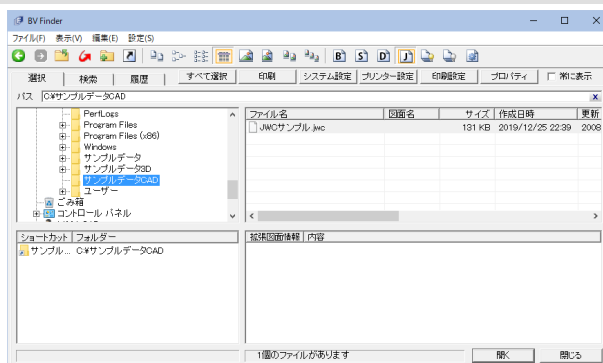 BV Finder
ファイル(F) 表示(V) 編集(E) 設定(S)
B S D J
選択 検索 履歴 すべて選択 印刷 システム設定 プリンター設定 印刷設定 プロパティ 常に表示
パス C:¥サンプルデータCAD
PerfLogs
Program Files
Program Files (x86)
Windows
サンプルデータ
サンプルデータ3D
サンプルデータCAD
ユーザー
ごみ箱
コントロール パネル
ファイル名 図面名 サイズ 作成日時 更新
JWCサンプル.jwc 131 KB 2019/12/25 22:39 2008
ショートカット フォルダー
サンプル... C:¥サンプルデータCAD
拡張図面情報 内容
1個のファイルがあります
開く 閉じる